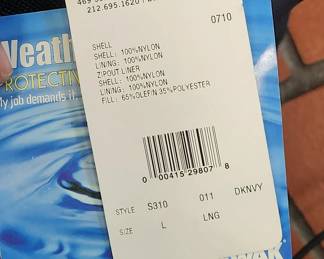 212.695.1620
0710
SHELL
SHELL: 100%NYLON
LINING: 100%NYLON
ZIPOUT LINER
SHELL: 100%NYLON
LINING: 100%NYLON
FILL: 65%OLEFIN 35%POLYESTER
Weath
PROTECTIV
My job demands it.
0 00415 29807 8
STYLE S310 011 DKNVY
SIZE L LNG